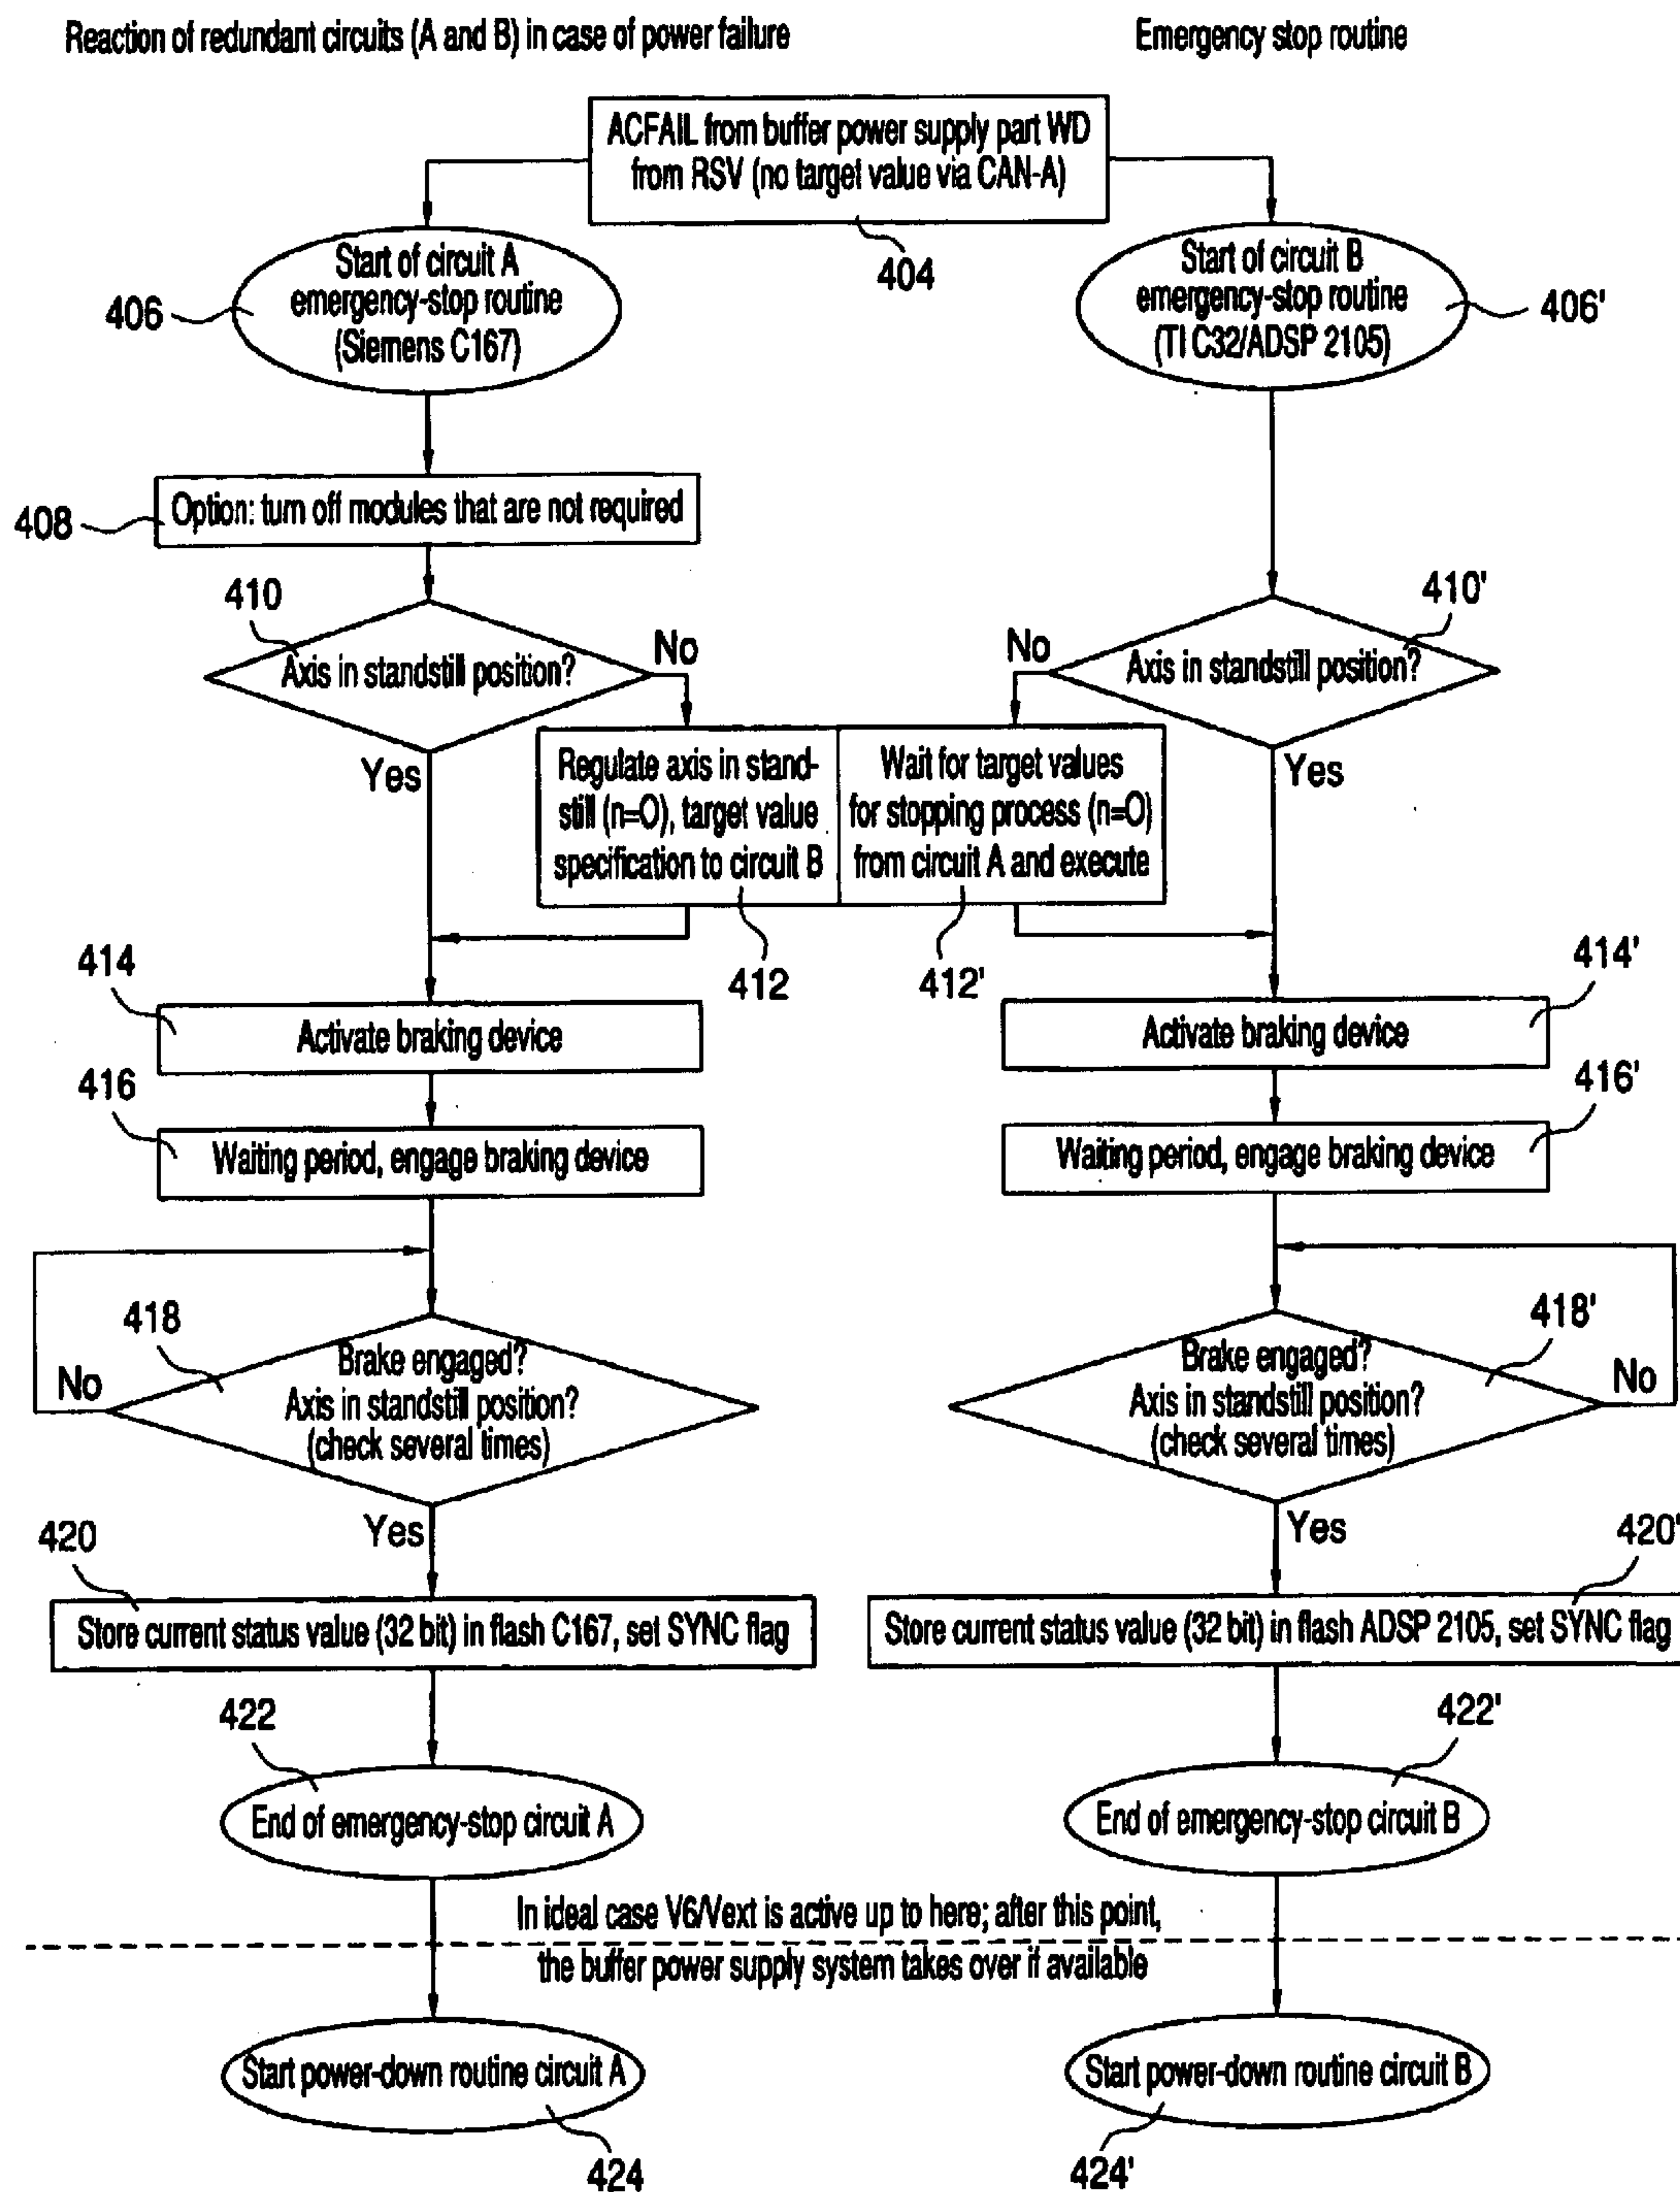 Reaction of redundant circuits (A and B) in case of power failure
Emergency stop routine
ACFAIL from buffer power supply part WD
from RSV (no target value via CAN-A)
404
Start of circuit A
emergency-stop routine
(Siemens C167)
406
Start of circuit B
emergency-stop routine
(TI C32/ADSP 2105)
406'
Option: turn off modules that are not required
408
410
Axis in standstill position?
No
Yes
410'
Axis in standstill position?
No
Yes
Regulate axis in stand-
still (n=O), target value
specification to circuit B
412
Wait for target values
for stopping process (n=O)
from circuit A and execute
412'
414
Activate braking device
414'
Activate braking device
416
Waiting period, engage braking device
416'
Waiting period, engage braking device
418
Brake engaged?
Axis in standstill position?
(check several times)
No
Yes
418'
Brake engaged?
Axis in standstill position?
(check several times)
No
Yes
420
Store current status value (32 bit) in flash C167, set SYNC flag
420'
Store current status value (32 bit) in flash ADSP 2105, set SYNC flag
422
End of emergency-stop circuit A
422'
End of emergency-stop circuit B
In ideal case V6/Vext is active up to here; after this point,
the buffer power supply system takes over if available
Start power-down routine circuit A
424
Start power-down routine circuit B
424'